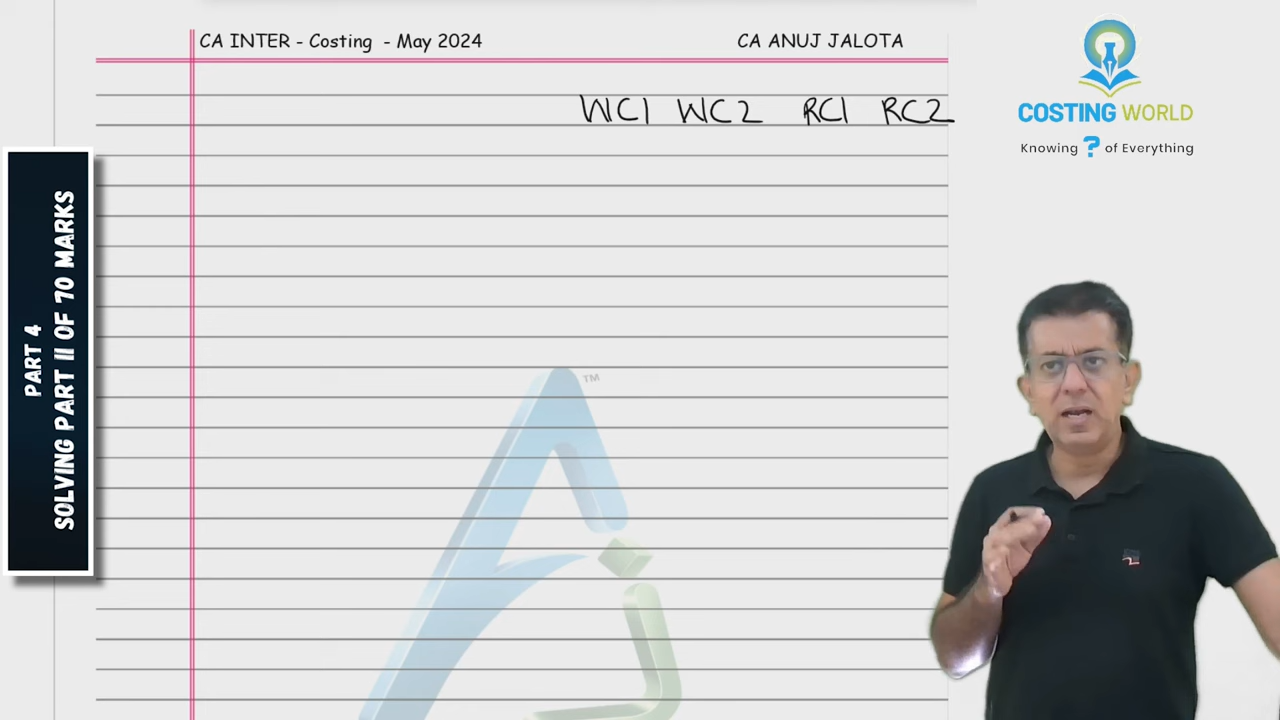 CA INTER - Costing - May 2024
CA ANUJ JALOTA
WC1 WC2 RC1 RC2
COSTING WORLD
Knowing ? of Everything
PART 4
SOLVING PART II OF 70 MARKS
TM